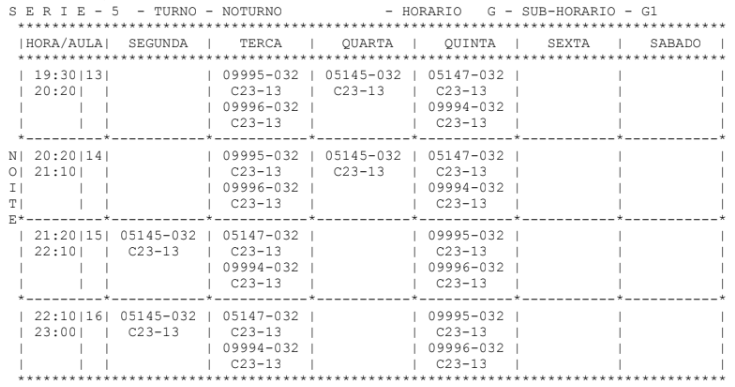 S E R I E - 5  - TURNO - NOTURNO             - HORARIO  G - SUB-HORARIO - G1
 ***************************************************************************
 |HORA/AULA|  SEGUNDA  |   TERCA    |   QUARTA   |   QUINTA   |   SEXTA    |   SABADO   |
 ***************************************************************************
 | 19:30|13|           | 09995-032 | 05145-032 | 05147-032 |            |            |
 | 20:20|  |           |  C23-13   |  C23-13   |  C23-13   |            |            |
 |      |  |           | 09996-032 |           | 09994-032 |            |            |
 |      |  |           |  C23-13   |           |  C23-13   |            |            |
 *---------*-----------*-----------*-----------*-----------*-----------*-----------*
N| 20:20|14|           | 09995-032 | 05145-032 | 05147-032 |            |            |
O| 21:10|  |           |  C23-13   |  C23-13   |  C23-13   |            |            |
I|      |  |           | 09996-032 |           | 09994-032 |            |            |
T|      |  |           |  C23-13   |           |  C23-13   |            |            |
E*---------*-----------*-----------*-----------*-----------*-----------*-----------*
 | 21:20|15| 05145-032 | 05147-032 |           | 09995-032 |            |            |
 | 22:10|  |  C23-13   |  C23-13   |           |  C23-13   |            |            |
 |      |  |           | 09994-032 |           | 09996-032 |            |            |
 |      |  |           |  C23-13   |           |  C23-13   |            |            |
 *---------*-----------*-----------*-----------*-----------*-----------*-----------*
 | 22:10|16| 05145-032 | 05147-032 |           | 09995-032 |            |            |
 | 23:00|  |  C23-13   |  C23-13   |           |  C23-13   |            |            |
 |      |  |           | 09994-032 |           | 09996-032 |            |            |
 |      |  |           |  C23-13   |           |  C23-13   |            |            |
 ***************************************************************************